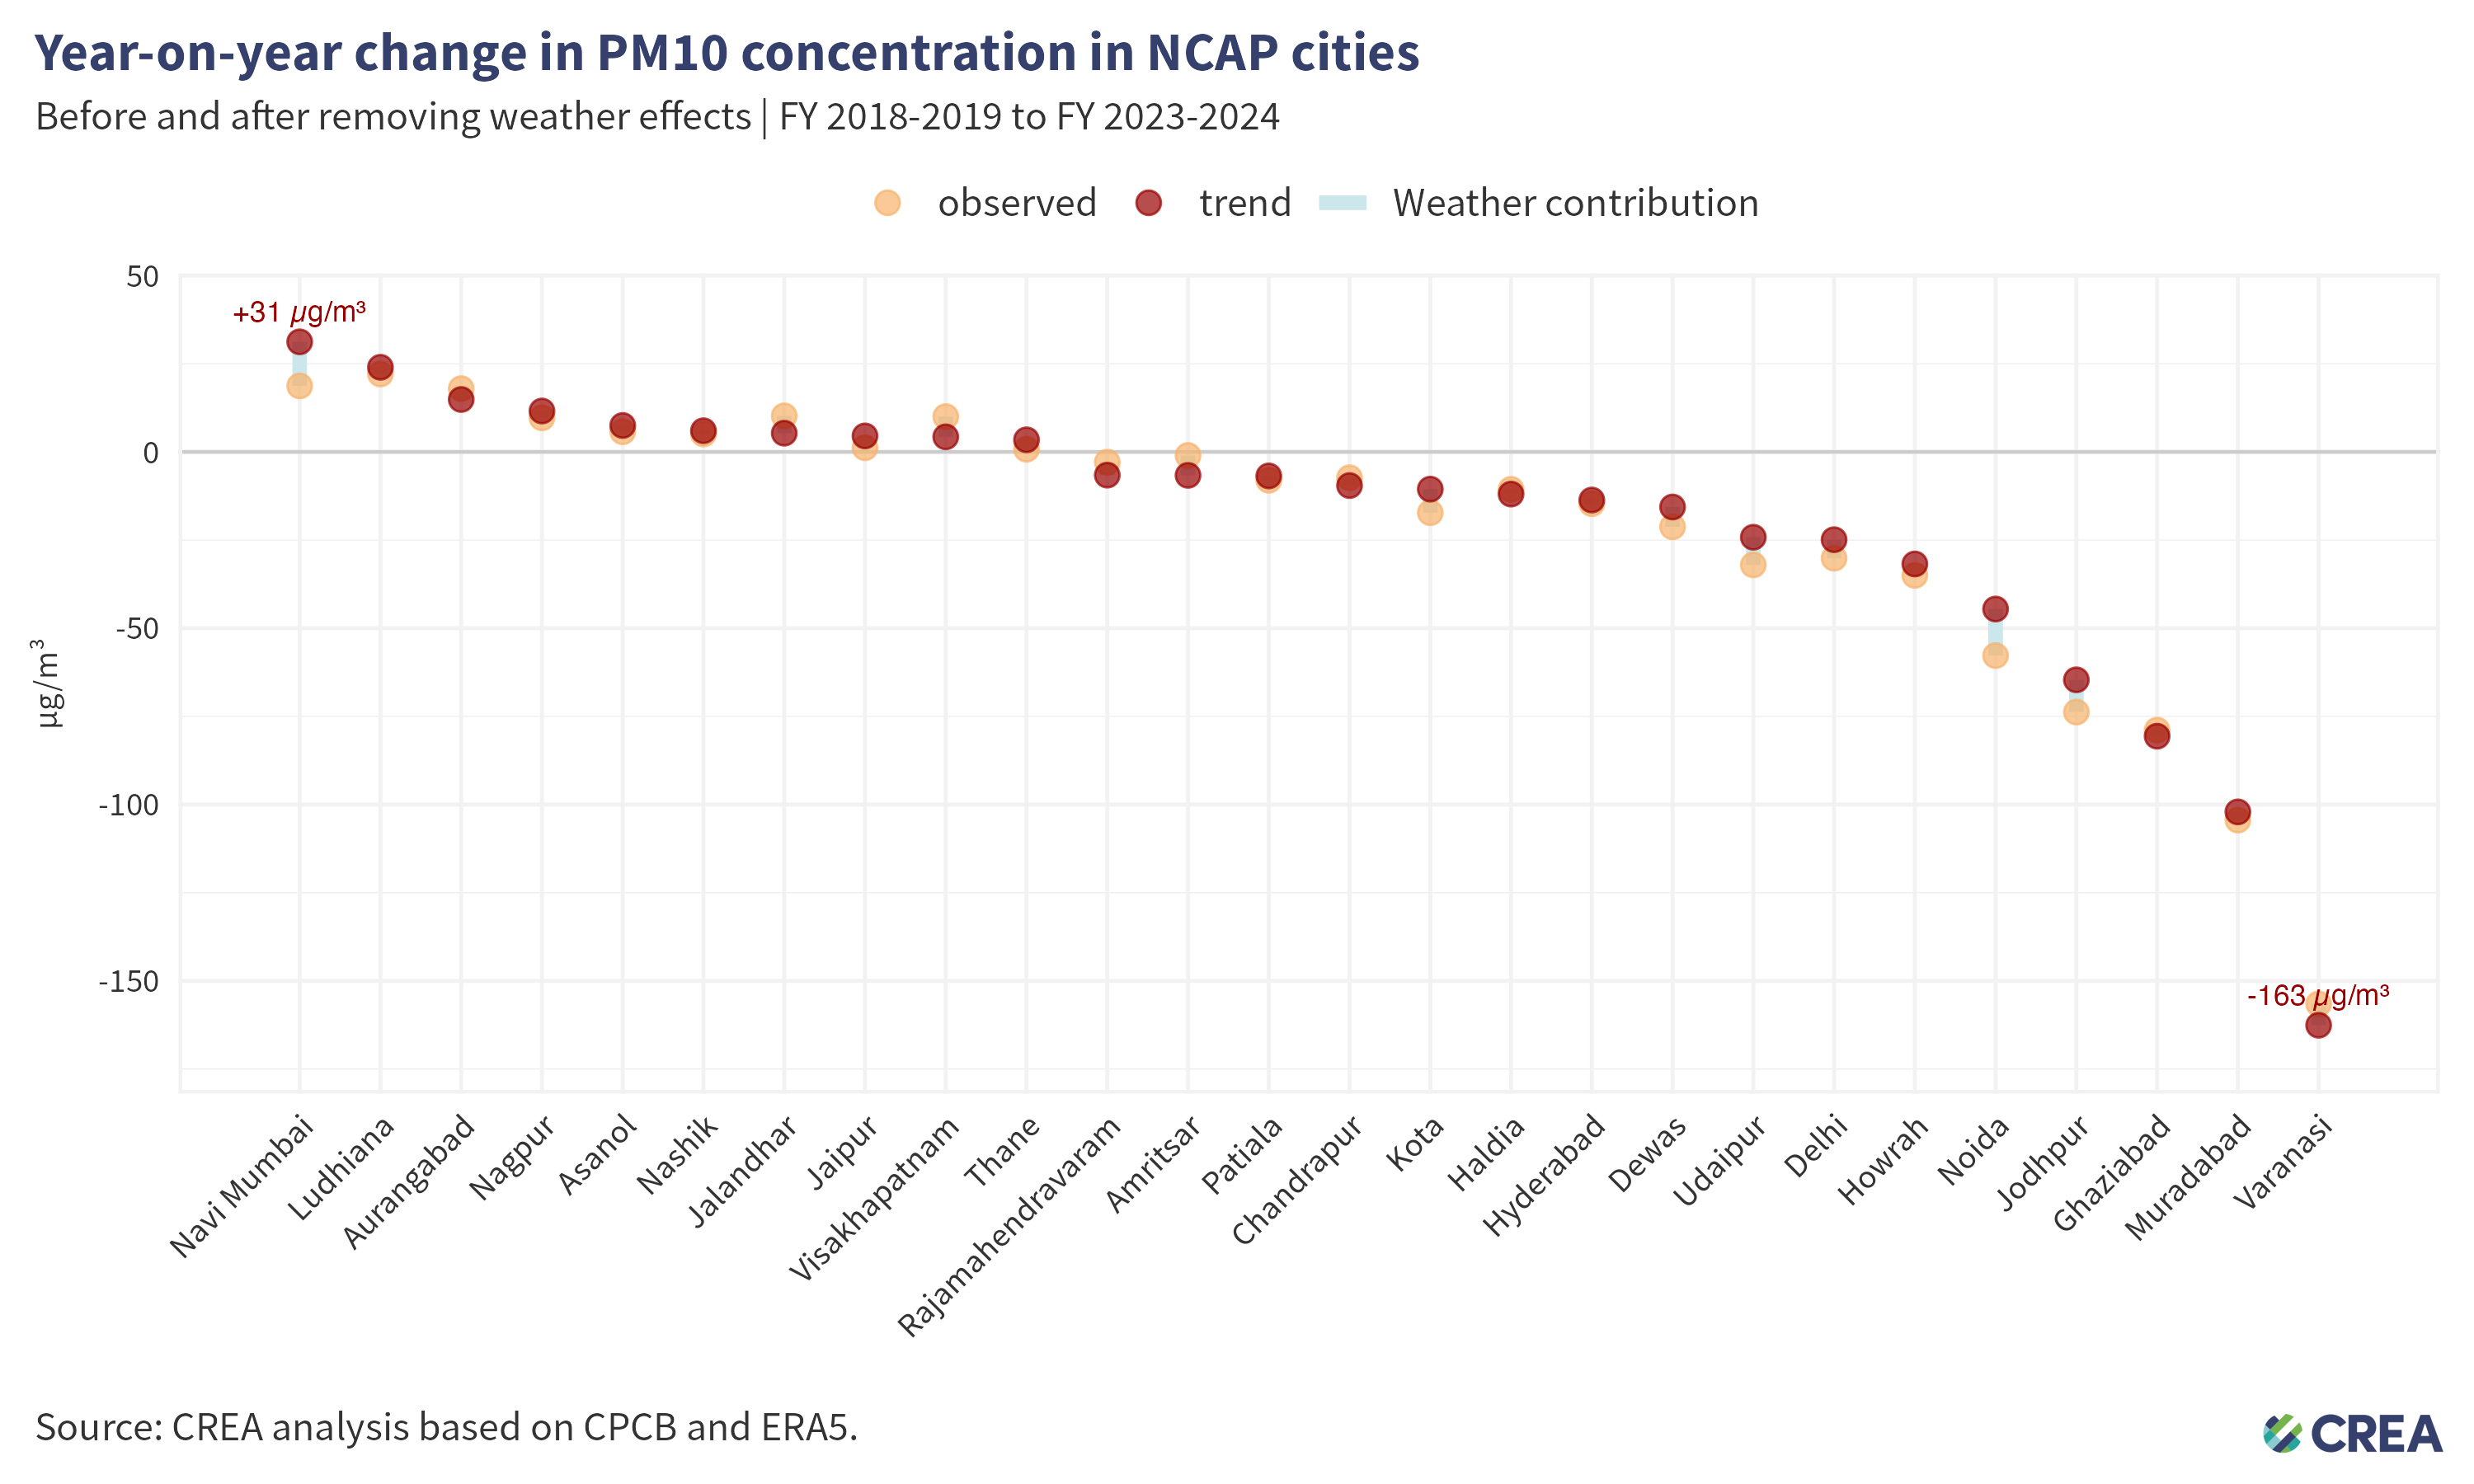 Year-on-year change in PM10 concentration in NCAP cities
Before and after removing weather effects | FY 2018-2019 to FY 2023-2024
observed trend Weather contribution
50
+31 µg/m³
0
-50
µg/m³
-100
-150
-163 µg/m³
Navi Mumbai
Ludhiana
Aurangabad
Nagpur
Asanol
Nashik
Jalandhar
Jaipur
Visakhapatnam
Thane
Rajamahendravaram
Amritsar
Patiala
Chandrapur
Kota
Haldia
Hyderabad
Dewas
Udaipur
Delhi
Howrah
Noida
Jodhpur
Ghaziabad
Muradabad
Varanasi
Source: CREA analysis based on CPCB and ERA5.
CREA